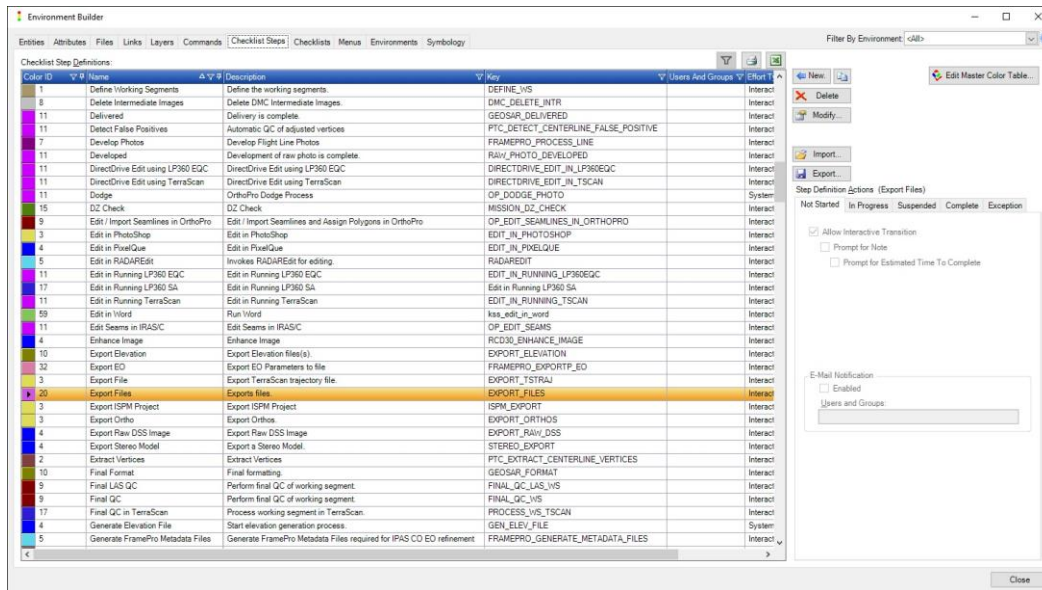 Environment Builder
Entities Attributes Files Links Layers Commands Checklist Steps Checklists Menus Environments Symbology
Filter By Environment: <All>
Checklist Step Definitions:
Color ID Name Description Key Users And Groups Effort T
1 Define Working Segments Define the working segments. DEFINE_WS Interact
8 Delete Intermediate Images Delete DMC Intermediate Images. DMC_DELETE_INTR Interact
11 Delivered Delivery is complete. GEOSAR_DELIVERED Interact
11 Detect False Positives Automatic QC of adjusted vertices PTC_DETECT_CENTERLINE_FALSE_POSITIVE Interact
7 Develop Photos Develop Flight Line Photos FRAMEPRO_PROCESS_LINE Interact
11 Developed Development of raw photo is complete. RAW_PHOTO_DEVELOPED Interact
11 DirectDrive Edit using LP360 EQC DirectDrive Edit using LP360 EQC DIRECTDRIVE_EDIT_IN_LP360EQC Interact
11 DirectDrive Edit using TerraScan DirectDrive Edit using TerraScan DIRECTDRIVE_EDIT_IN_TSCAN Interact
11 Dodge OrthoPro Dodge Process OP_DODGE_PHOTO System
15 DZ Check DZ Check MISSION_DZ_CHECK Interact
9 Edit / Import Seamlines in OrthoPro Edit / Import Seamlines and Assign Polygons in OrthoPro OP_EDIT_SEAMLINES_IN_ORTHOPRO Interact
3 Edit in PhotoShop Edit in PhotoShop EDIT_IN_PHOTOSHOP Interact
4 Edit in PixelQue Edit in PixelQue EDIT_IN_PIXELQUE Interact
5 Edit in RADAREdit Invokes RADAREdit for editing. RADAREDIT Interact
11 Edit in Running LP360 EQC Edit in Running LP360 EQC EDIT_IN_RUNNING_LP360EQC Interact
17 Edit in Running LP360 SA Edit in Running LP360 SA Edit in Running LP360 SA Interact
11 Edit in Running TerraScan Edit in Running TerraScan EDIT_IN_RUNNING_TSCAN Interact
59 Edit in Word Run Word kss_edit_in_word Interact
11 Edit Seams in IRAS/C Edit Seams in IRAS/C OP_EDIT_SEAMS Interact
4 Enhance Image Enhance Image RCD30_ENHANCE_IMAGE Interact
10 Export Elevation Export Elevation files(s). EXPORT_ELEVATION Interact
32 Export EO Export EO Parameters to file FRAMEPRO_EXPORTP_EO Interact
3 Export File Export TerraScan trajectory file. EXPORT_TSTRAJ Interact
20 Export Files Exports files. EXPORT_FILES Interact
3 Export ISPM Project Export ISPM Project ISPM_EXPORT Interact
3 Export Ortho Export Orthos. EXPORT_ORTHOS Interact
4 Export Raw DSS Image Export Raw DSS Image EXPORT_RAW_DSS Interact
4 Export Stereo Model Export a Stereo Model. STEREO_EXPORT Interact
2 Extract Vertices Extract Vertices PTC_EXTRACT_CENTERLINE_VERTICES Interact
10 Final Format Final formatting. GEOSAR_FORMAT Interact
9 Final LAS QC Perform final QC of working segment. FINAL_QC_LAS_WS Interact
9 Final QC Perform final QC of working segment. FINAL_QC_WS Interact
17 Final QC in TerraScan Process working segment in TerraScan. PROCESS_WS_TSCAN Interact
4 Generate Elevation File Start elevation generation process. GEN_ELEV_FILE System
5 Generate FramePro Metadata Files Generate FramePro Metadata Files required for IPAS CO EO refinement FRAMEPRO_GENERATE_METADATA_FILES Interact
New.. Edit Master Color Table...
Delete
Modify...
Import...
Export...
Step Definition Actions (Export Files)
Not Started In Progress Suspended Complete Exception
Allow Interactive Transition
Prompt for Note
Prompt for Estimated Time To Complete
E-Mail Notification
Enabled
Users and Groups:
Close